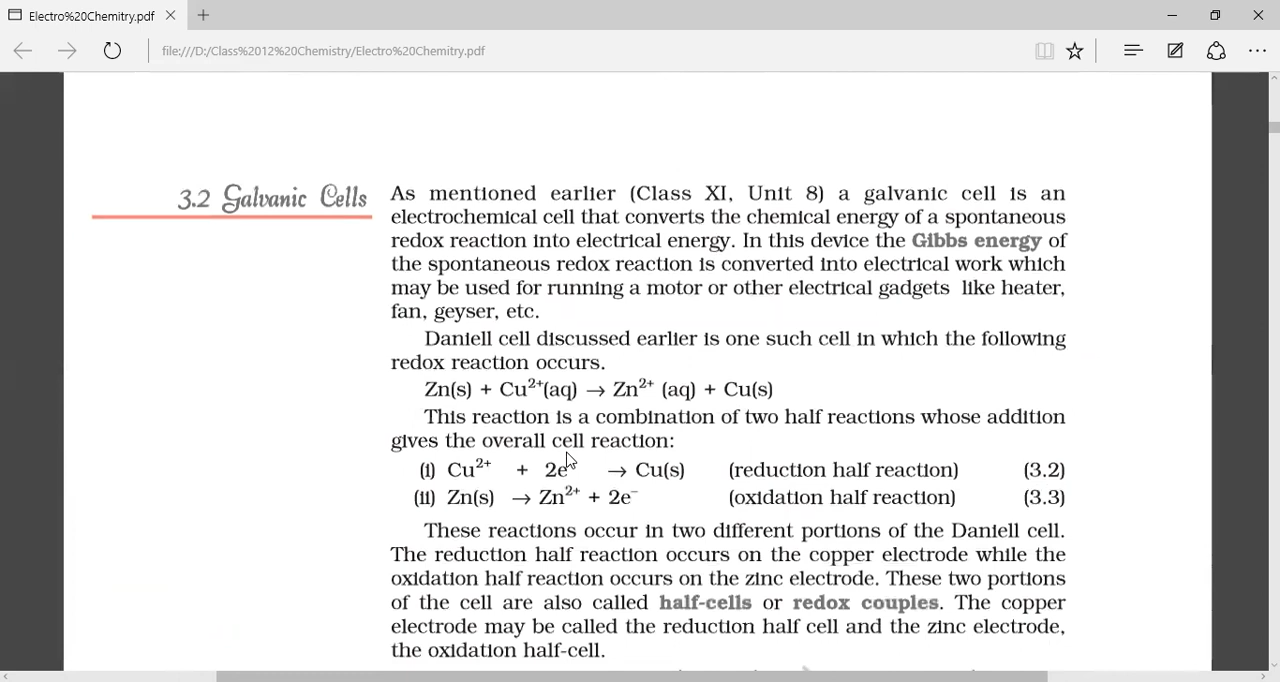 Electro%20Chemitry.pdf
file:///D:/Class%2012%20Chemistry/Electro%20Chemitry.pdf
3.2 Galvanic Cells
As mentioned earlier (Class XI, Unit 8) a galvanic cell is an
electrochemical cell that converts the chemical energy of a spontaneous
redox reaction into electrical energy. In this device the Gibbs energy of
the spontaneous redox reaction is converted into electrical work which
may be used for running a motor or other electrical gadgets like heater,
fan, geyser, etc.
Daniell cell discussed earlier is one such cell in which the following
redox reaction occurs.
Zn(s) + Cu²⁺(aq) → Zn²⁺ (aq) + Cu(s)
This reaction is a combination of two half reactions whose addition
gives the overall cell reaction:
(i) Cu²⁺ + 2e⁻ → Cu(s) (reduction half reaction) (3.2)
(ii) Zn(s) → Zn²⁺ + 2e⁻ (oxidation half reaction) (3.3)
These reactions occur in two different portions of the Daniell cell.
The reduction half reaction occurs on the copper electrode while the
oxidation half reaction occurs on the zinc electrode. These two portions
of the cell are also called half-cells or redox couples. The copper
electrode may be called the reduction half cell and the zinc electrode,
the oxidation half-cell.